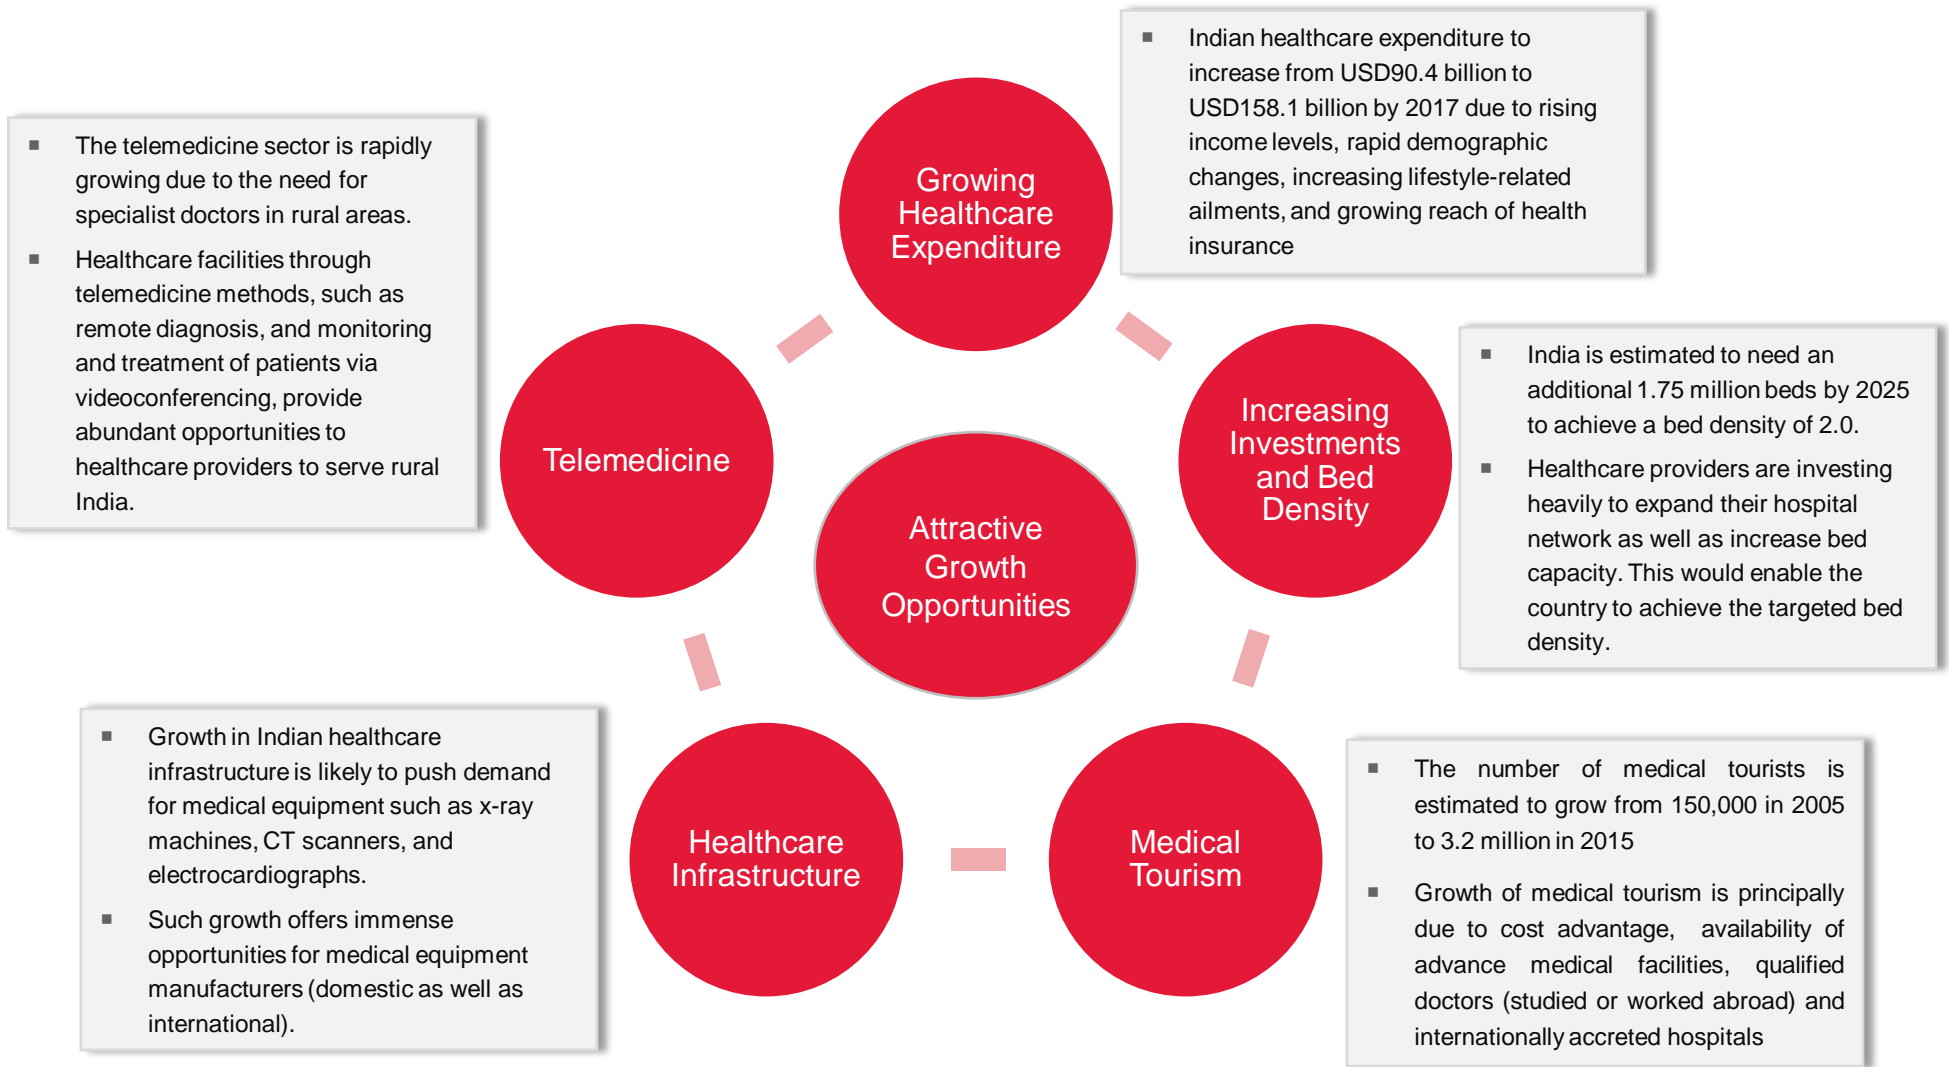 Growing
Healthcare
Expenditure
▪ Indian healthcare expenditure to
increase from USD90.4 billion to
USD158.1 billion by 2017 due to rising
income levels, rapid demographic
changes, increasing lifestyle-related
ailments, and growing reach of health
insurance
Increasing
Investments
and Bed
Density
▪ India is estimated to need an
additional 1.75 million beds by 2025
to achieve a bed density of 2.0.
▪ Healthcare providers are investing
heavily to expand their hospital
network as well as increase bed
capacity. This would enable the
country to achieve the targeted bed
density.
Medical
Tourism
▪ The number of medical tourists is
estimated to grow from 150,000 in 2005
to 3.2 million in 2015
▪ Growth of medical tourism is principally
due to cost advantage, availability of
advance medical facilities, qualified
doctors (studied or worked abroad) and
internationally accreted hospitals
Healthcare
Infrastructure
▪ Growth in Indian healthcare
infrastructure is likely to push demand
for medical equipment such as x-ray
machines, CT scanners, and
electrocardiographs.
▪ Such growth offers immense
opportunities for medical equipment
manufacturers (domestic as well as
international).
Telemedicine
▪ The telemedicine sector is rapidly
growing due to the need for
specialist doctors in rural areas.
▪ Healthcare facilities through
telemedicine methods, such as
remote diagnosis, and monitoring
and treatment of patients via
videoconferencing, provide
abundant opportunities to
healthcare providers to serve rural
India.
Attractive
Growth
Opportunities